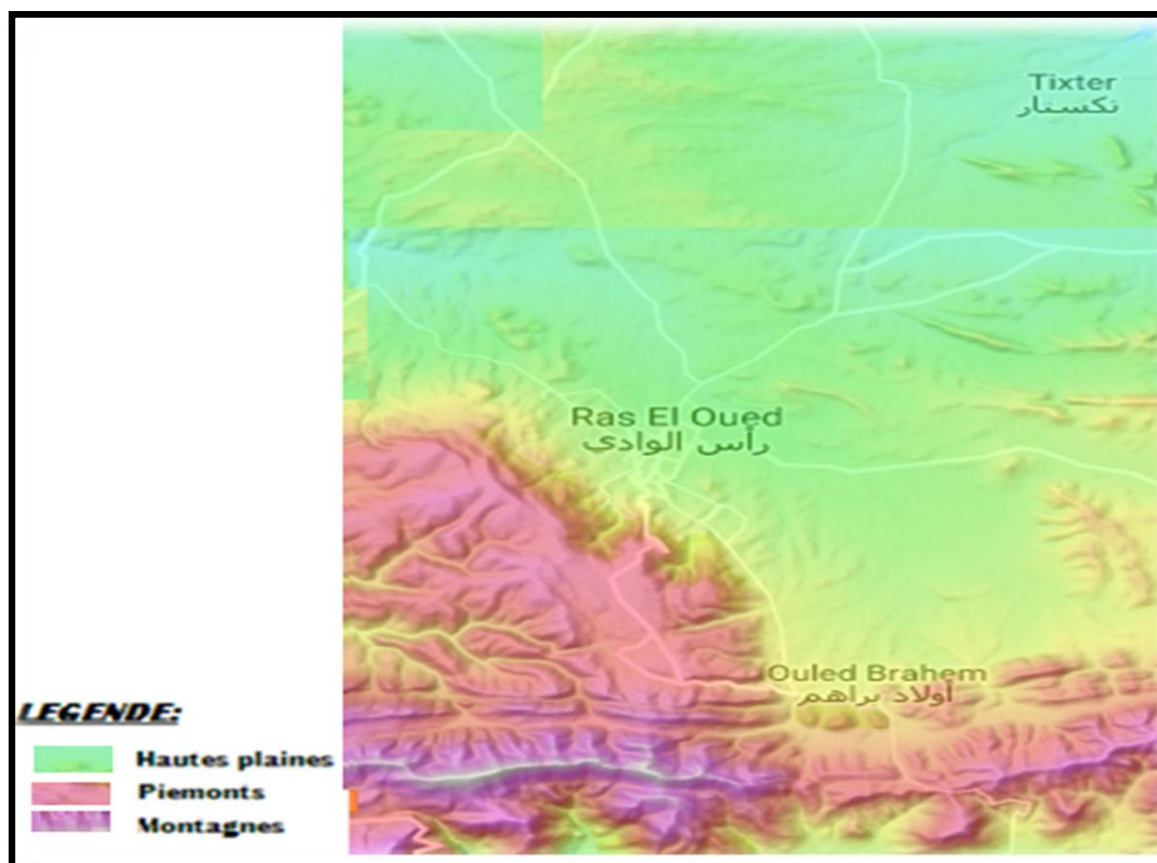 Tixter
تكستار
Ras El Oued
رأس الوادي
Ouled Brahem
أولاد براهم
LEGENDE:
Hautes plaines
Piemonts
Montagnes